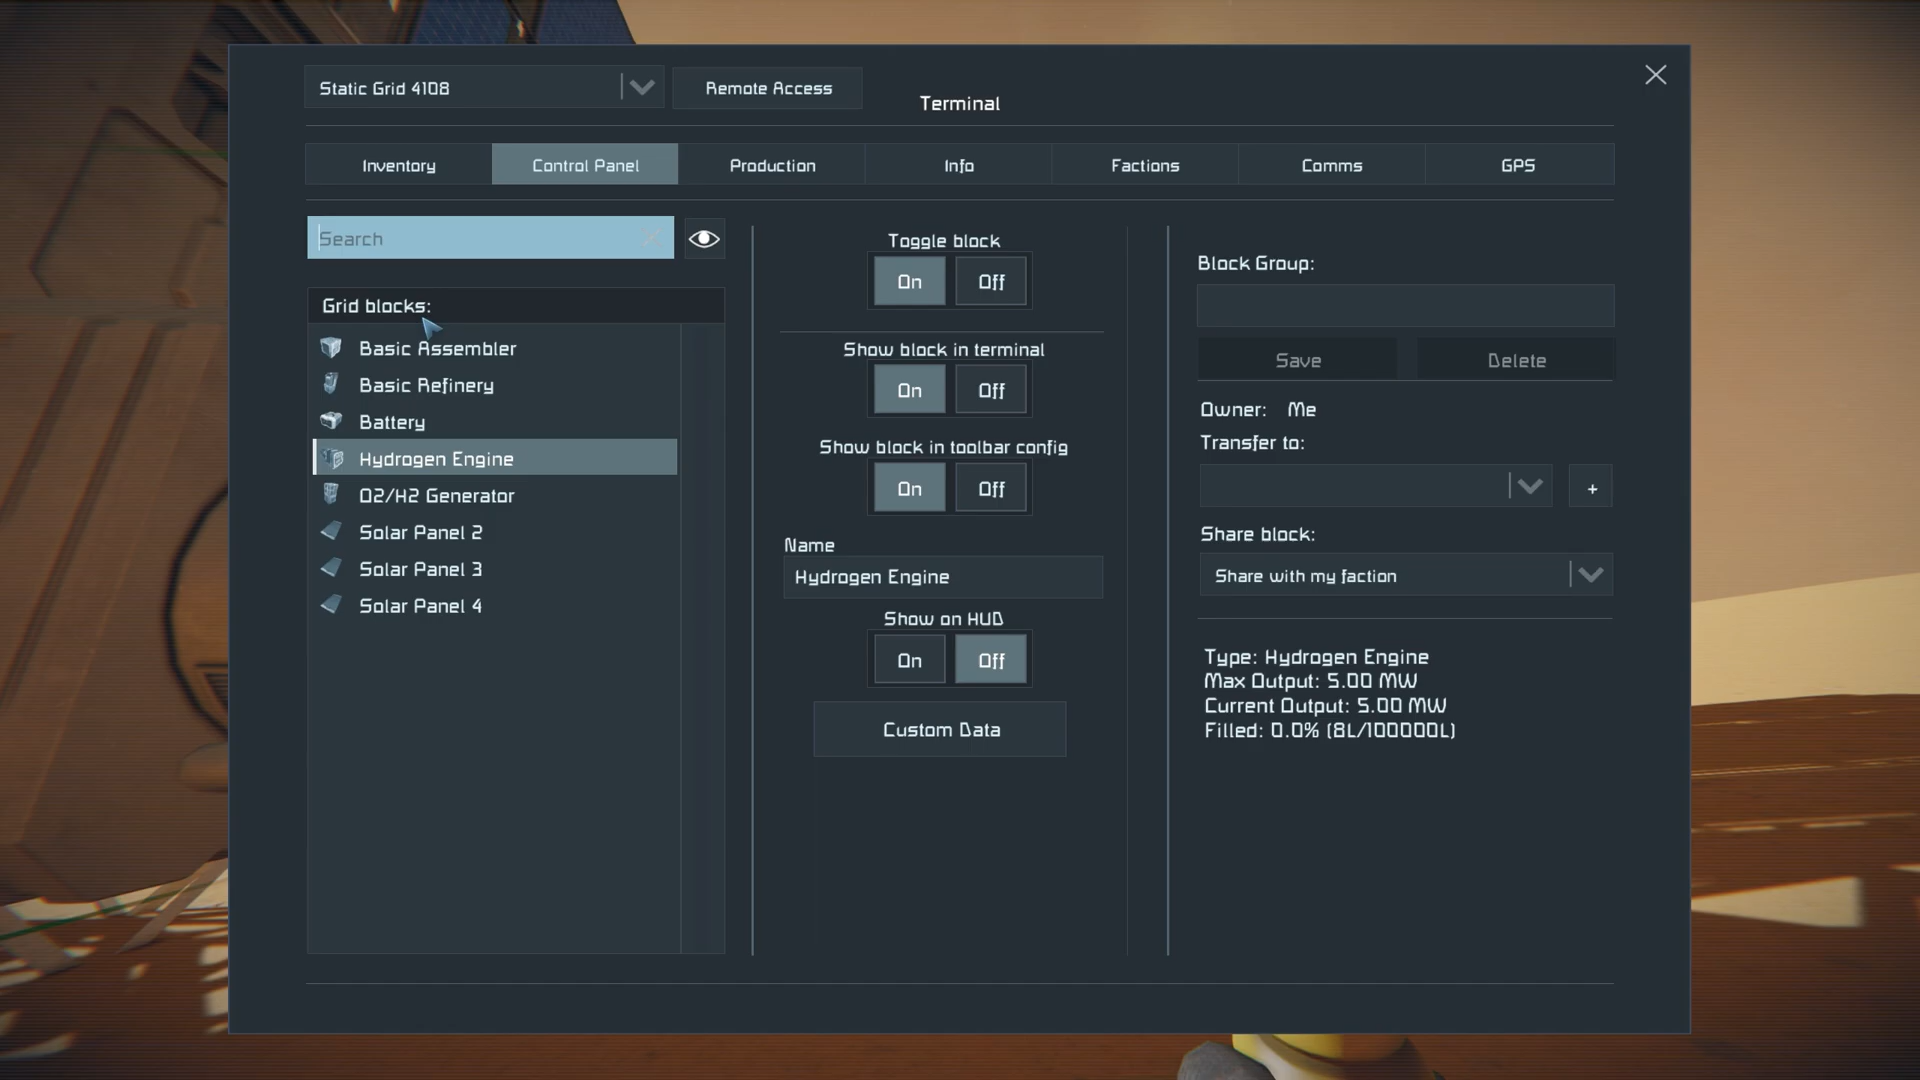 Static Grid 4108
Remote Access
Terminal
Inventory
Control Panel
Production
Info
Factions
Comms
GPS
Search
Grid blocks:
Basic Assembler
Basic Refinery
Battery
Hydrogen Engine
O2/H2 Generator
Solar Panel 2
Solar Panel 3
Solar Panel 4
Toggle block
On Off
Show block in terminal
On Off
Show block in toolbar config
On Off
Name
Hydrogen Engine
Show on HUD
On Off
Custom Data
Block Group:
Save Delete
Owner: Me
Transfer to:
+
Share block:
Share with my faction
Type: Hydrogen Engine
Max Output: 5.00 MW
Current Output: 5.00 MW
Filled: 0.0% (8L/100000L)